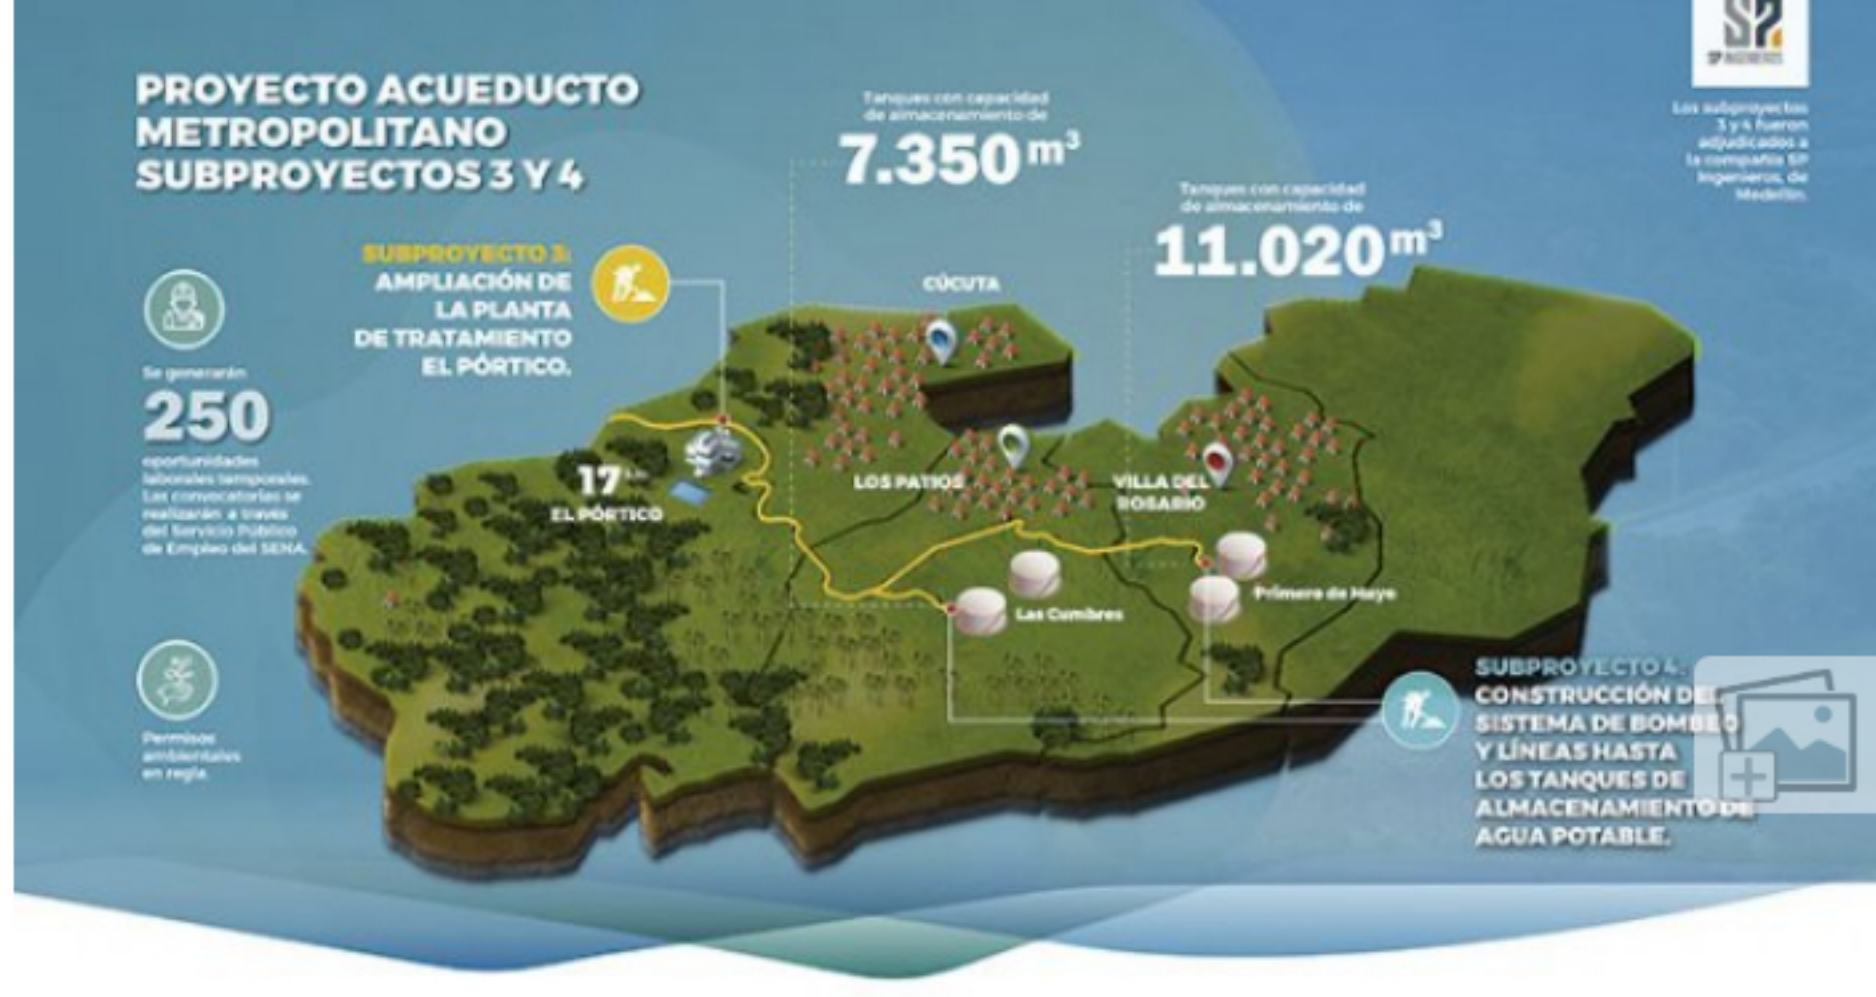 PROYECTO ACUEDUCTO
METROPOLITANO
SUBPROYECTOS 3 Y 4
Tanques con capacidad
de almacenamiento de
7.350 m³
Tanques con capacidad
de almacenamiento de
11.020 m³
SP INGENIEROS
Los subproyectos
3 y 4 fueron
adjudicados a
la compañía SP
Ingenieros, de
Medellín.
SUBPROYECTO 3:
AMPLIACIÓN DE
LA PLANTA
DE TRATAMIENTO
EL PÓRTICO.
Se generarán
250
oportunidades
laborales temporales.
Las convocatorias se
realizarán a través
del Servicio Público
de Empleo del SENA.
Permisos
ambientales
en regla.
CÚCUTA
17
EL PÓRTICO
LOS PATIOS
VILLA DEL
ROSARIO
Las Cumbres
Primero de Mayo
SUBPROYECTO 4:
CONSTRUCCIÓN DEL
SISTEMA DE BOMBEO
Y LÍNEAS HASTA
LOS TANQUES DE
ALMACENAMIENTO DE
AGUA POTABLE.